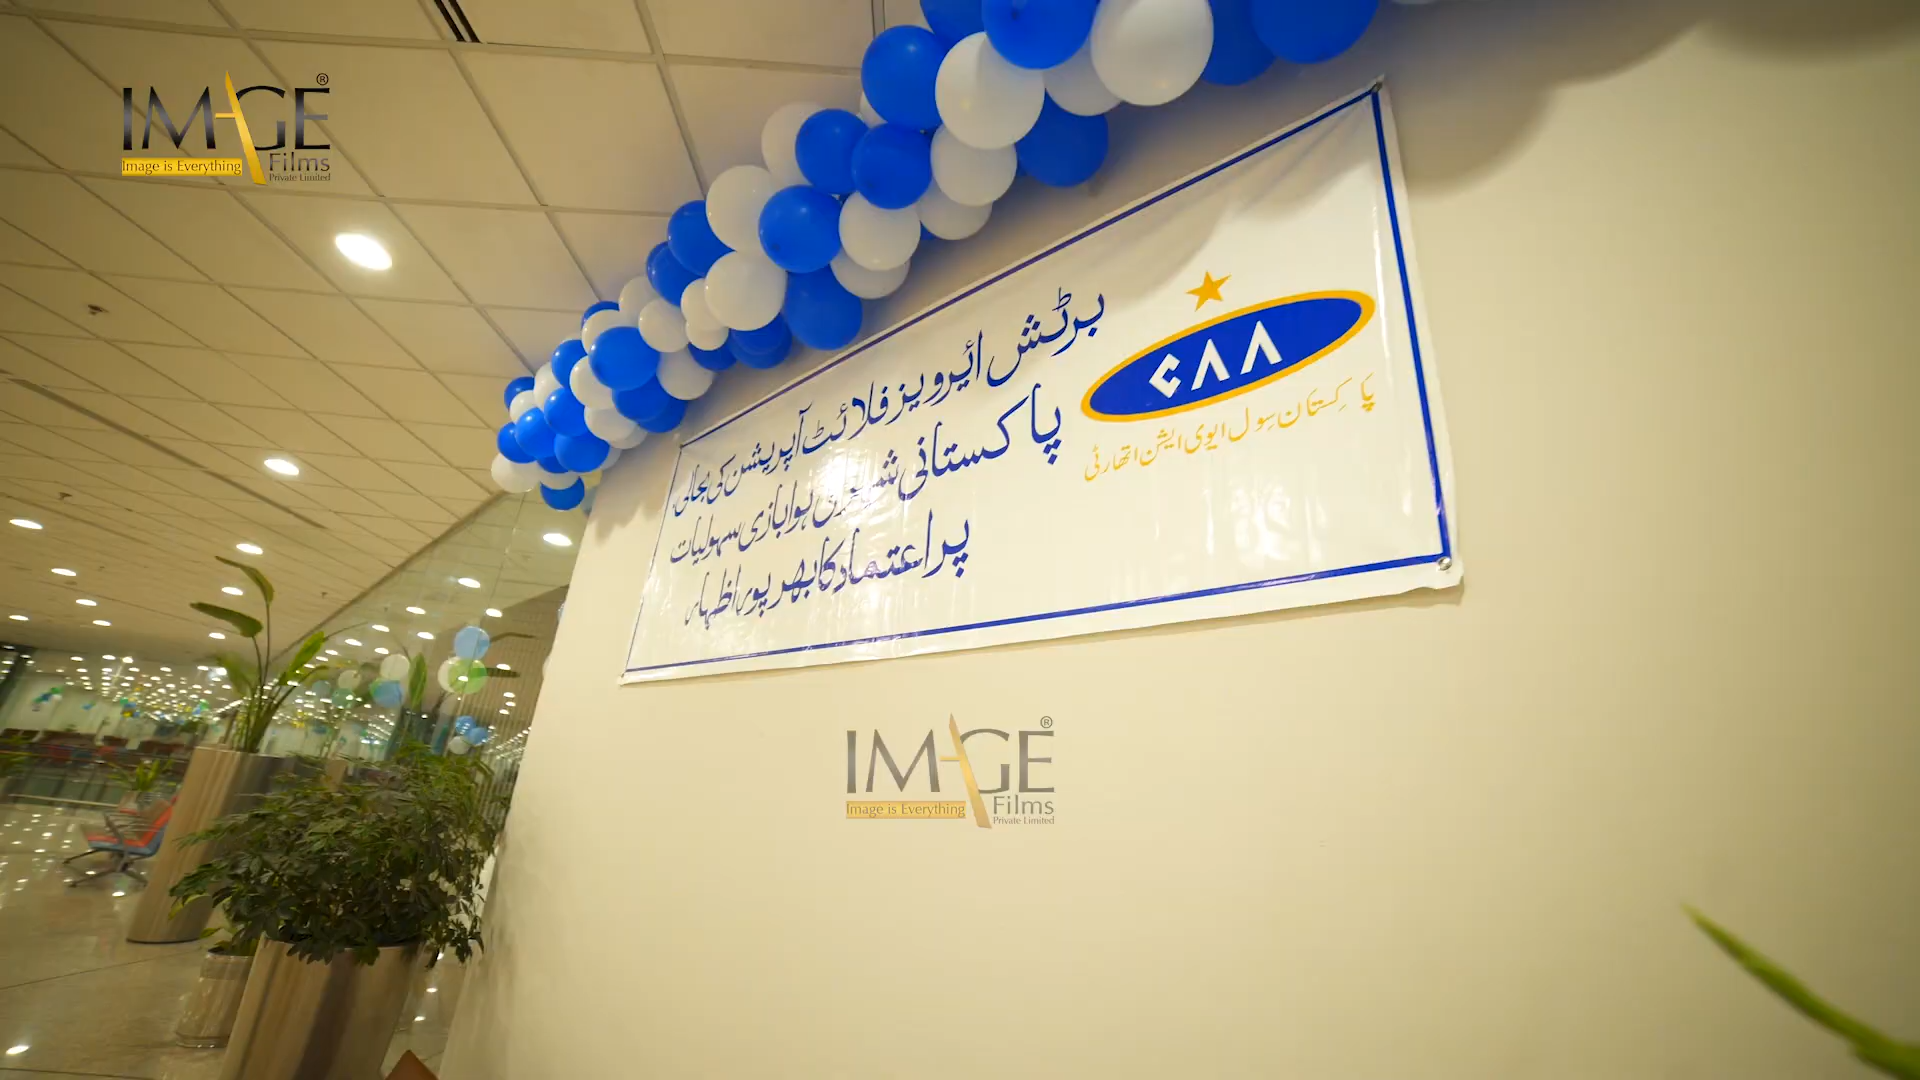 IMAGE®
Image is Everything
Films
Private Limited
CAA
پاکستان سول ایوی ایشن اتھارٹی
برٹش ائیرویز فلائٹ آپریشن کی بحالی،
پاکستانی شہری ہوابازی سہولیات
پر اعتماد کا بھرپور اظہار
IMAGE®
Image is Everything
Films
Private Limited